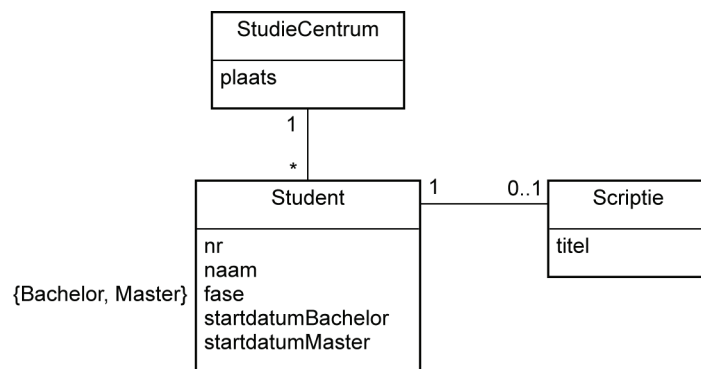 StudieCentrum
plaats
1
*
Student
1
0..1
Scriptie
titel
nr
naam
{Bachelor, Master}
fase
startdatumBachelor
startdatumMaster